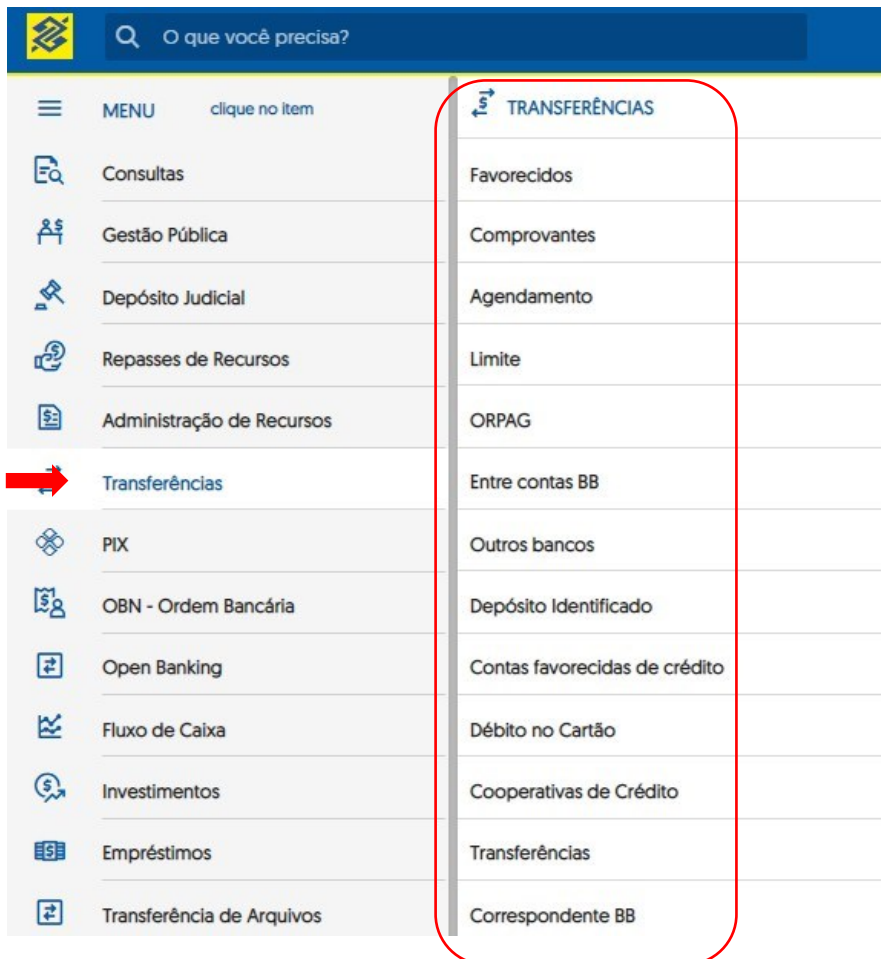 O que você precisa?
MENU clique no item
Consultas
Gestão Pública
Depósito Judicial
Repasses de Recursos
Administração de Recursos
Transferências
PIX
OBN - Ordem Bancária
Open Banking
Fluxo de Caixa
Investimentos
Empréstimos
Transferência de Arquivos
TRANSFERÊNCIAS
Favorecidos
Comprovantes
Agendamento
Limite
ORPAG
Entre contas BB
Outros bancos
Depósito Identificado
Contas favorecidas de crédito
Débito no Cartão
Cooperativas de Crédito
Transferências
Correspondente BB